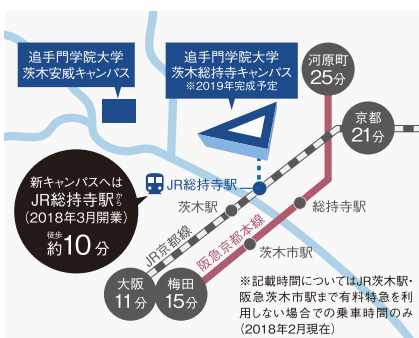 追手門学院大学
茨木安威キャンパス
追手門学院大学
茨木総持寺キャンパス
※2019年完成予定
河原町
25分
京都
21分
新キャンパスへは
JR総持寺駅から
(2018年3月開業)
徒歩
約10分
JR総持寺駅
茨木駅
総持寺駅
JR京都線
阪急京都本線
茨木市駅
大阪
11分
梅田
15分
※記載時間についてはJR茨木駅・
阪急茨木市駅まで有料特急を利
用しない場合での乗車時間のみ
(2018年2月現在)